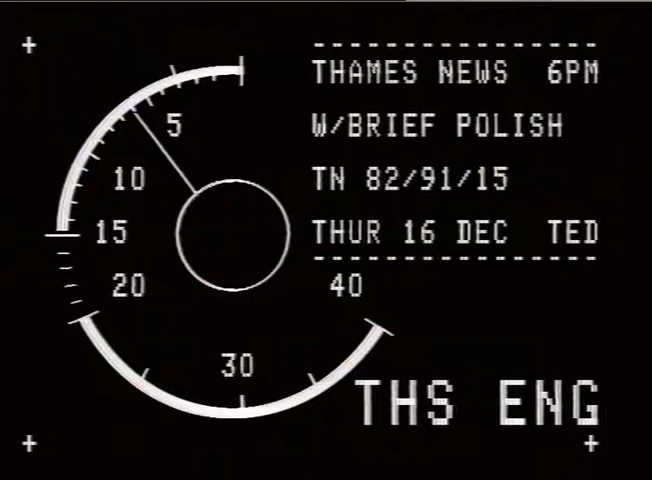 THAMES NEWS 6PM
W/BRIEF POLISH
TN 82/91/15
THUR 16 DEC TED
5
10
15
20
30
40
THS ENG